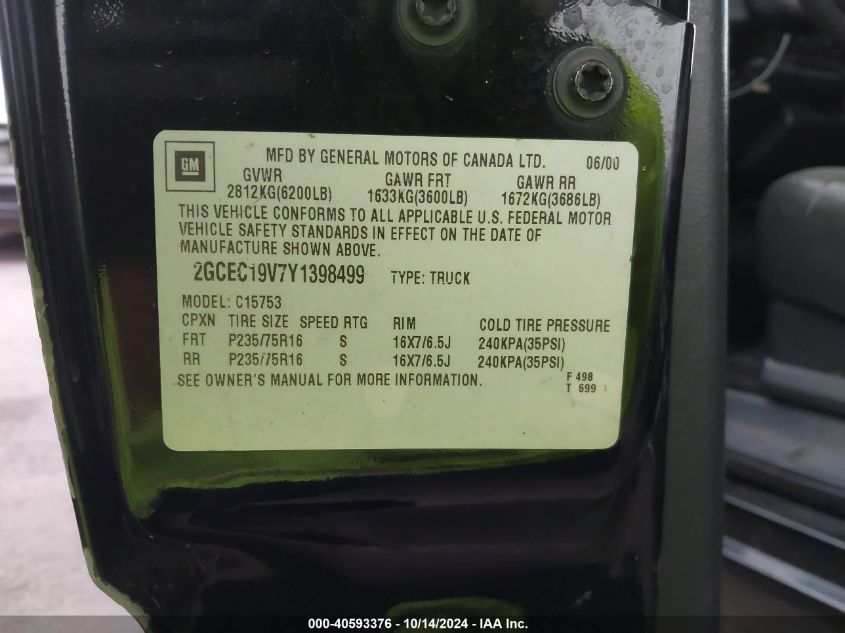 GM
MFD BY GENERAL MOTORS OF CANADA LTD. 06/00
GVWR GAWR FRT GAWR RR
2812KG(6200LB) 1633KG(3600LB) 1672KG(3686LB)
THIS VEHICLE CONFORMS TO ALL APPLICABLE U.S. FEDERAL MOTOR
VEHICLE SAFETY STANDARDS IN EFFECT ON THE DATE OF
MANUFACTURE SHOWN ABOVE.
2GCEC19V7Y1398499 TYPE: TRUCK
MODEL: C15753
CPXN TIRE SIZE SPEED RTG RIM COLD TIRE PRESSURE
FRT P235/75R16 S 16X7/6.5J 240KPA(35PSI)
RR P235/75R16 S 16X7/6.5J 240KPA(35PSI)
SEE OWNER'S MANUAL FOR MORE INFORMATION. F 498
T 699
000-40593376 | 10/14/2024 - IAA Inc.